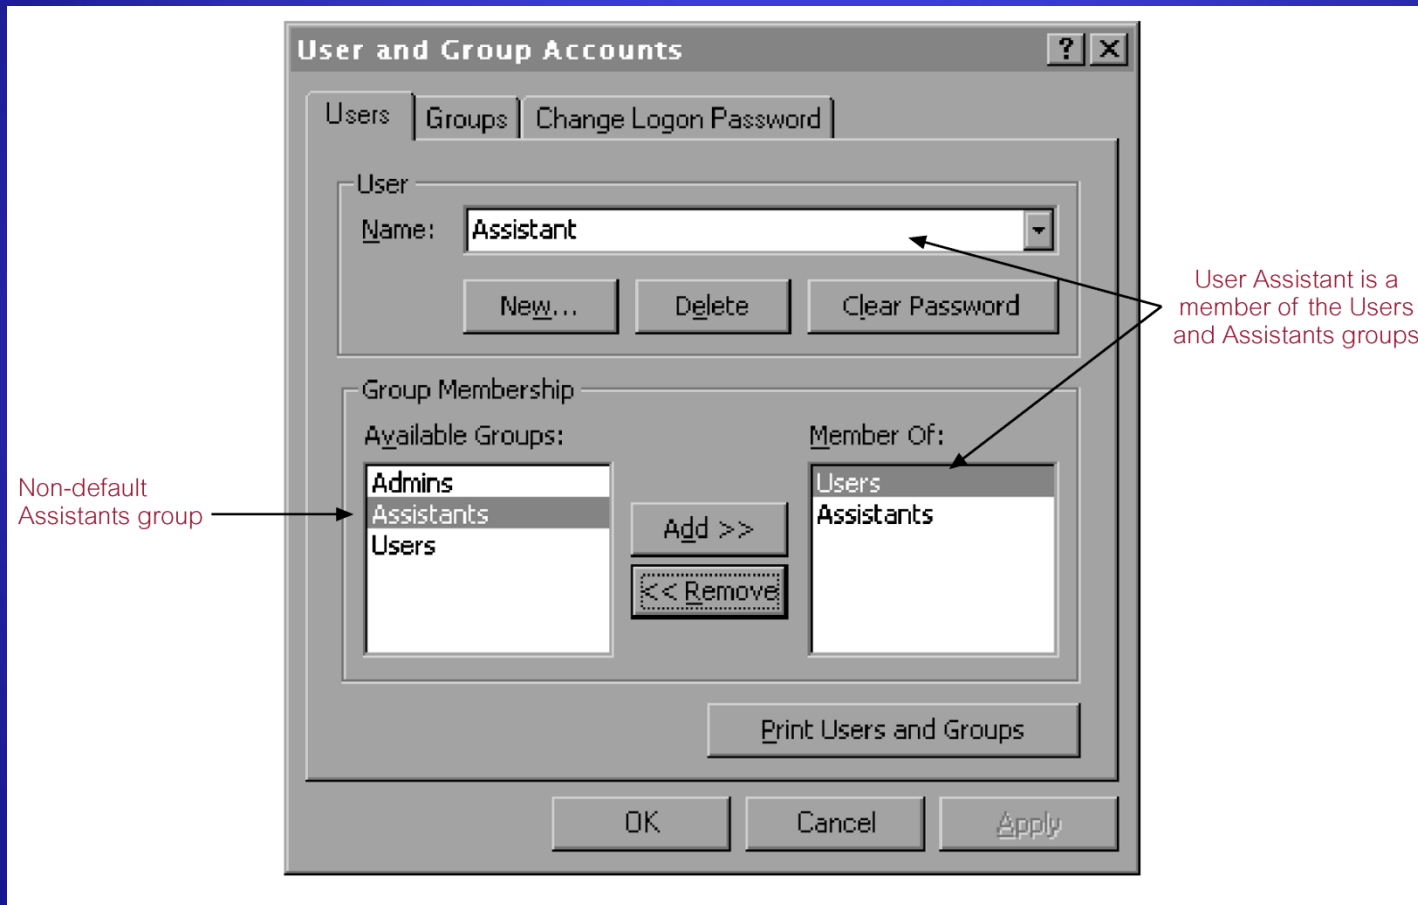 User and Group Accounts
Users
Groups
Change Logon Password
User
Name:
Assistant
New...
Delete
Clear Password
User Assistant is a
member of the Users
and Assistants groups
Group Membership
Available Groups:
Member Of:
Non-default
Assistants group
Admins
Assistants
Users
Add >>
<< Remove
Users
Assistants
Print Users and Groups
OK
Cancel
Apply